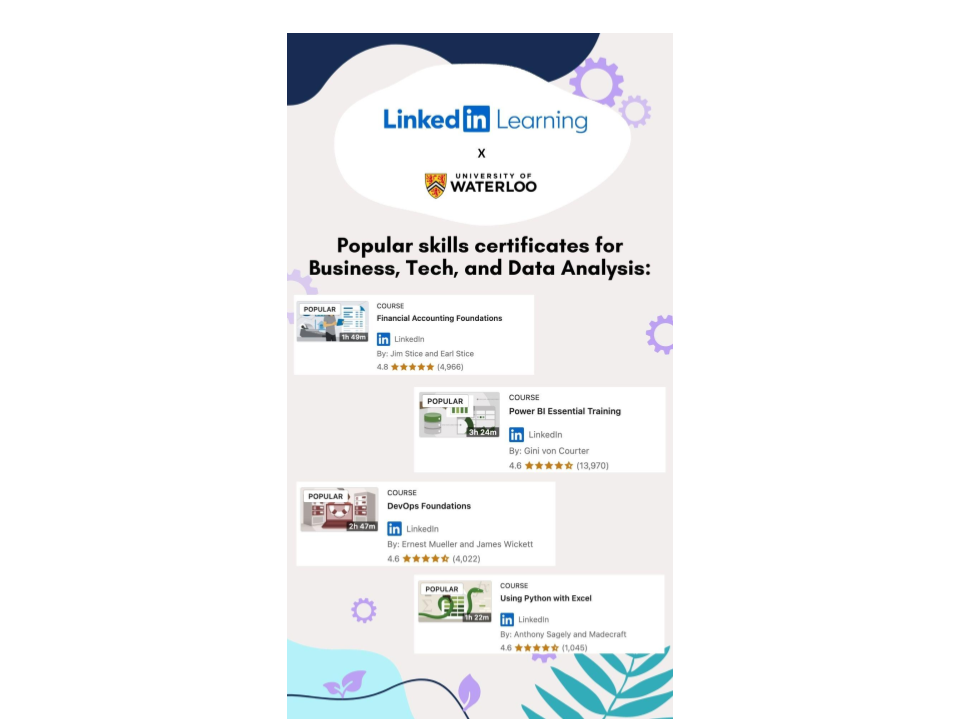 Linked in Learning
X
UNIVERSITY OF
WATERLOO
Popular skills certificates for
Business, Tech, and Data Analysis:
POPULAR
1h 49m
COURSE
Financial Accounting Foundations
in LinkedIn
By: Jim Stice and Earl Stice
4.8 ★★★★★ (4,966)
POPULAR
3h 24m
COURSE
Power BI Essential Training
in LinkedIn
By: Gini von Courter
4.6 (13,970)
POPULAR
2h 47m
COURSE
DevOps Foundations
in LinkedIn
By: Ernest Mueller and James Wickett
4.6 (4,022)
POPULAR
1h 22m
COURSE
Using Python with Excel
in LinkedIn
By: Anthony Sagely and Madecraft
4.6 (1,045)